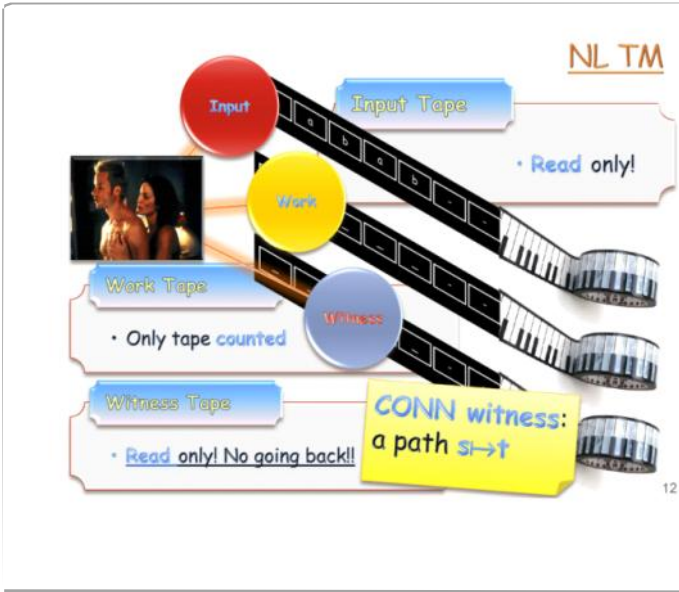 NL TM
Input
Input Tape
a b a b - -
• Read only!
Work
Work Tape
• Only tape counted
Witness
Witness Tape
• Read only! No going back!!
CONN witness:
a path s↦t
12